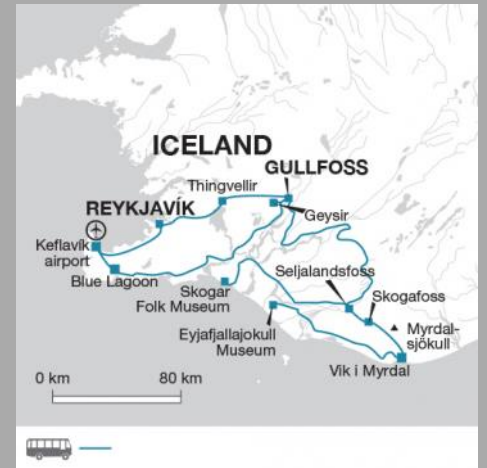 ICELAND
GULLFOSS
Thingvellir
REYKJAVÍK
Geysir
Keflavík
airport
Blue Lagoon
Seljalandsfoss
Skogar
Folk Museum
Skogafoss
Eyjafjallajokull
Museum
Myrdal-
sjökull
Vik i Myrdal
0 km
80 km